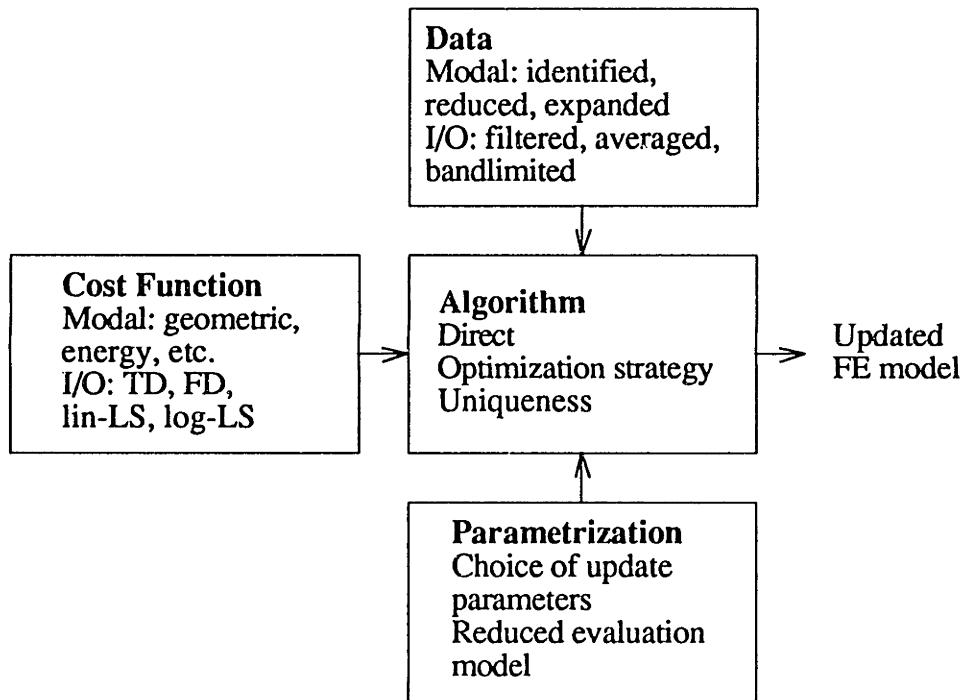 Data
Modal: identified,
reduced, expanded
I/O: filtered, averaged,
bandlimited
Cost Function
Modal: geometric,
energy, etc.
I/O: TD, FD,
lin-LS, log-LS
Algorithm
Direct
Optimization strategy
Uniqueness
Updated
FE model
Parametrization
Choice of update
parameters
Reduced evaluation
model